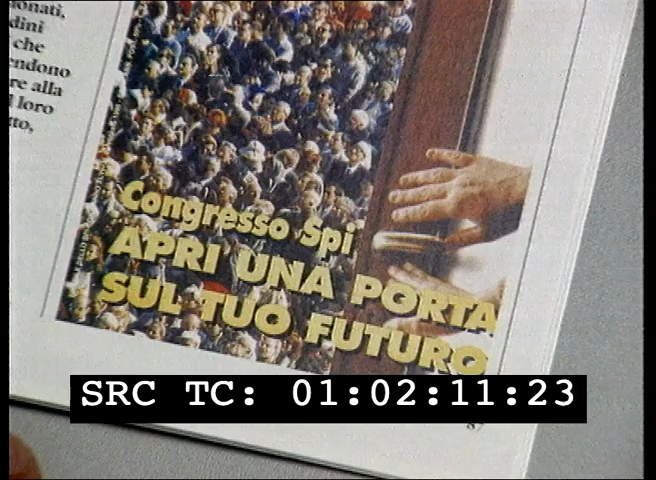 ionati,
dini
che
endono
re alla
l loro
tto,
Congresso Spi
APRI UNA PORTA
SUL TUO FUTURO
SRC TC: 01:02:11:23